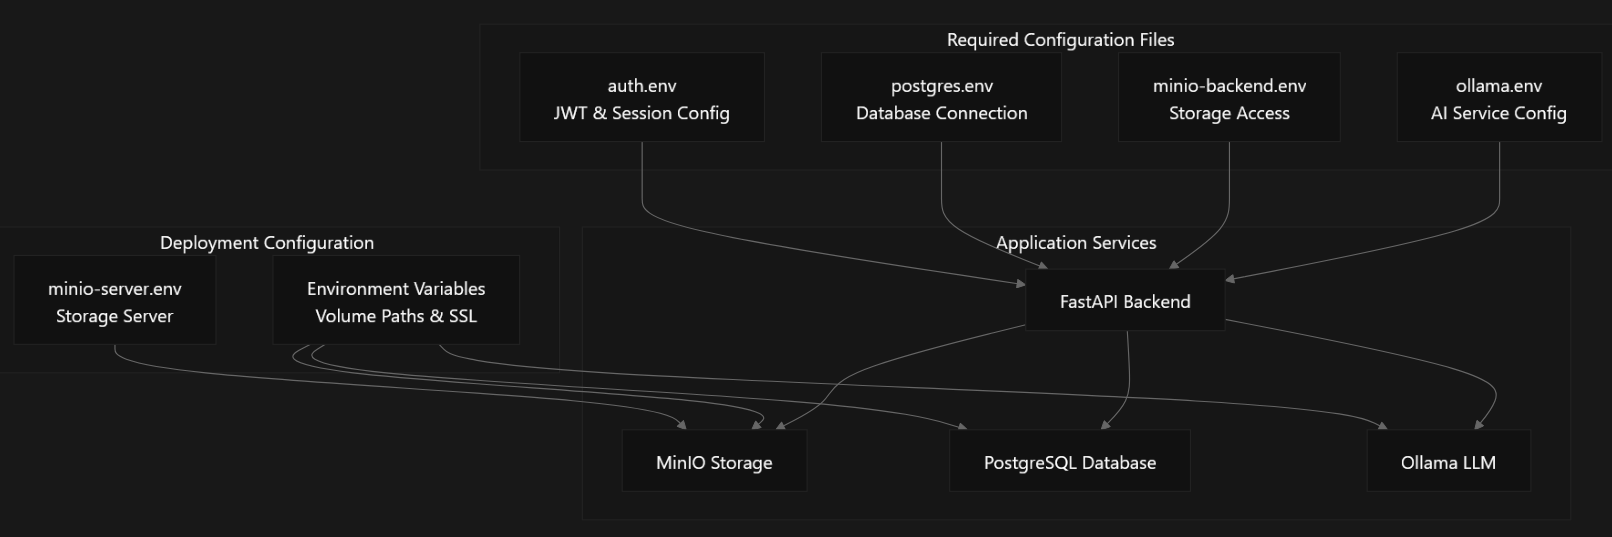 Required Configuration Files
auth.env
JWT & Session Config
postgres.env
Database Connection
minio-backend.env
Storage Access
ollama.env
AI Service Config
Deployment Configuration
minio-server.env
Storage Server
Environment Variables
Volume Paths & SSL
Application Services
FastAPI Backend
MinIO Storage
PostgreSQL Database
Ollama LLM